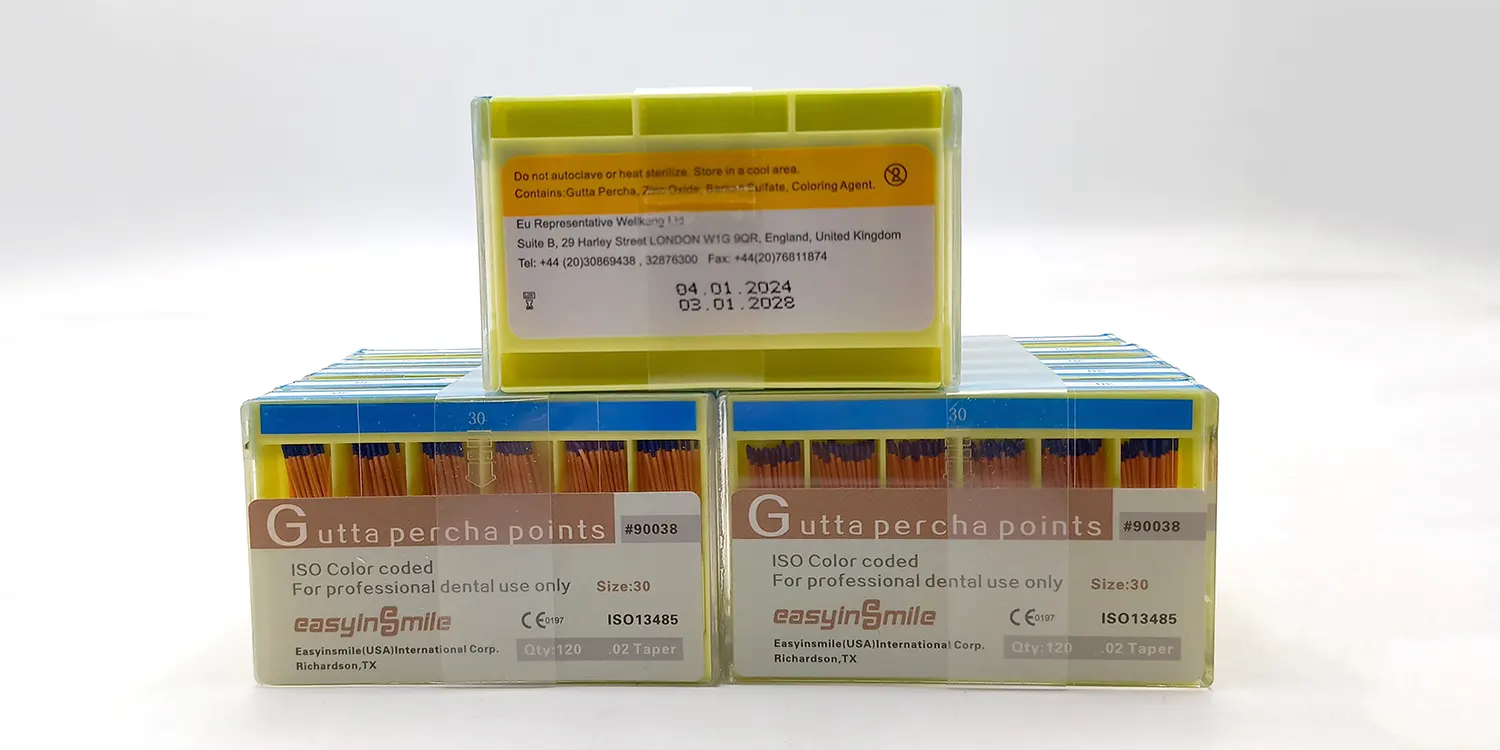 Do not autoclave or heat sterilize. Store in a cool area.
Contains:Gutta Percha, Zinc Oxide, Barium Sulfate, Coloring Agent.
Eu Representative Wellkang Ltd
Suite B, 29 Harley Street LONDON W1G 9QR, England, United Kingdom
Tel: +44 (20)30869438 , 32876300 Fax: +44(20)76811874
04.01.2024
03.01.2028
30
Gutta percha points #90038
ISO Color coded
For professional dental use only Size:30
easyinSmile CE0197 ISO13485
Easyinsmile(USA)International Corp. Qty:120 .02 Taper
Richardson,TX
30
Gutta percha points #90038
ISO Color coded
For professional dental use only Size:30
easyinSmile CE0197 ISO13485
Easyinsmile(USA)International Corp. Qty:120 .02 Taper
Richardson,TX